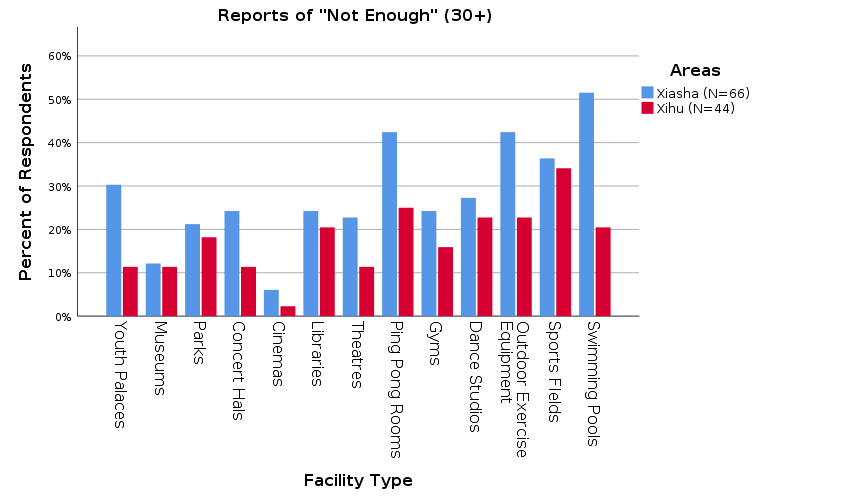 Reports of "Not Enough" (30+)
Percent of Respondents
60%
50%
40%
30%
20%
10%
0%
Areas
Xiasha (N=66)
Xihu (N=44)
Youth Palaces
Museums
Parks
Concert Hals
Cinemas
Libraries
Theatres
Ping Pong Rooms
Gyms
Dance Studios
Outdoor Exercise
Equipment
Sports FIelds
Swimming Pools
Facility Type